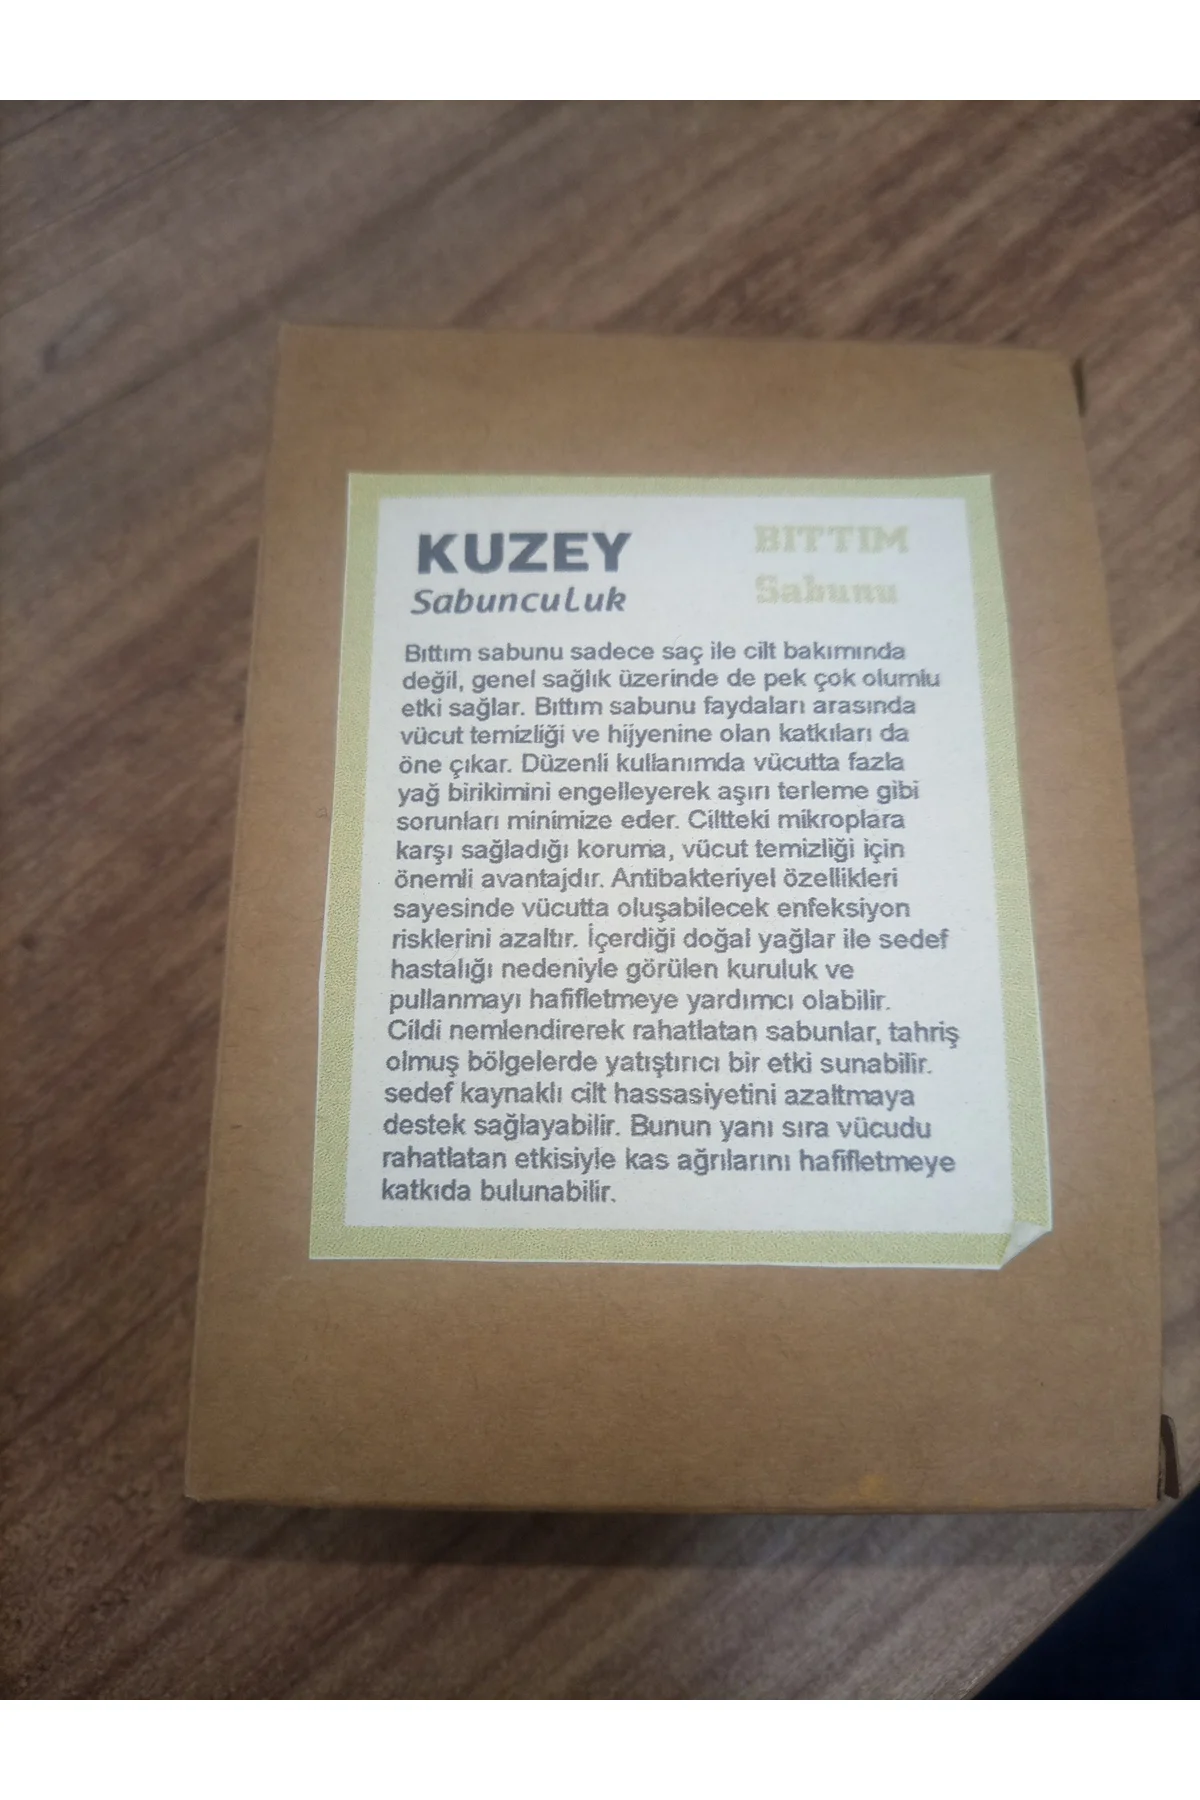 KUZEY
Sabunculuk
BITTIM
Sabunu
Bıttım sabunu sadece saç ile cilt bakımında
değil, genel sağlık üzerinde de pek çok olumlu
etki sağlar. Bıttım sabunu faydaları arasında
vücut temizliği ve hijyenine olan katkıları da
öne çıkar. Düzenli kullanımda vücutta fazla
yağ birikimini engelleyerek aşırı terleme gibi
sorunları minimize eder. Ciltteki mikroplara
karşı sağladığı koruma, vücut temizliği için
önemli avantajdır. Antibakteriyel özellikleri
sayesinde vücutta oluşabilecek enfeksiyon
risklerini azaltır. İçerdiği doğal yağlar ile sedef
hastalığı nedeniyle görülen kuruluk ve
pullanmayı hafifletmeye yardımcı olabilir.
Cildi nemlendirerek rahatlatan sabunlar, tahriş
olmuş bölgelerde yatıştırıcı bir etki sunabilir.
sedef kaynaklı cilt hassasiyetini azaltmaya
destek sağlayabilir. Bunun yanı sıra vücudu
rahatlatan etkisiyle kas ağrılarını hafifletmeye
katkıda bulunabilir.